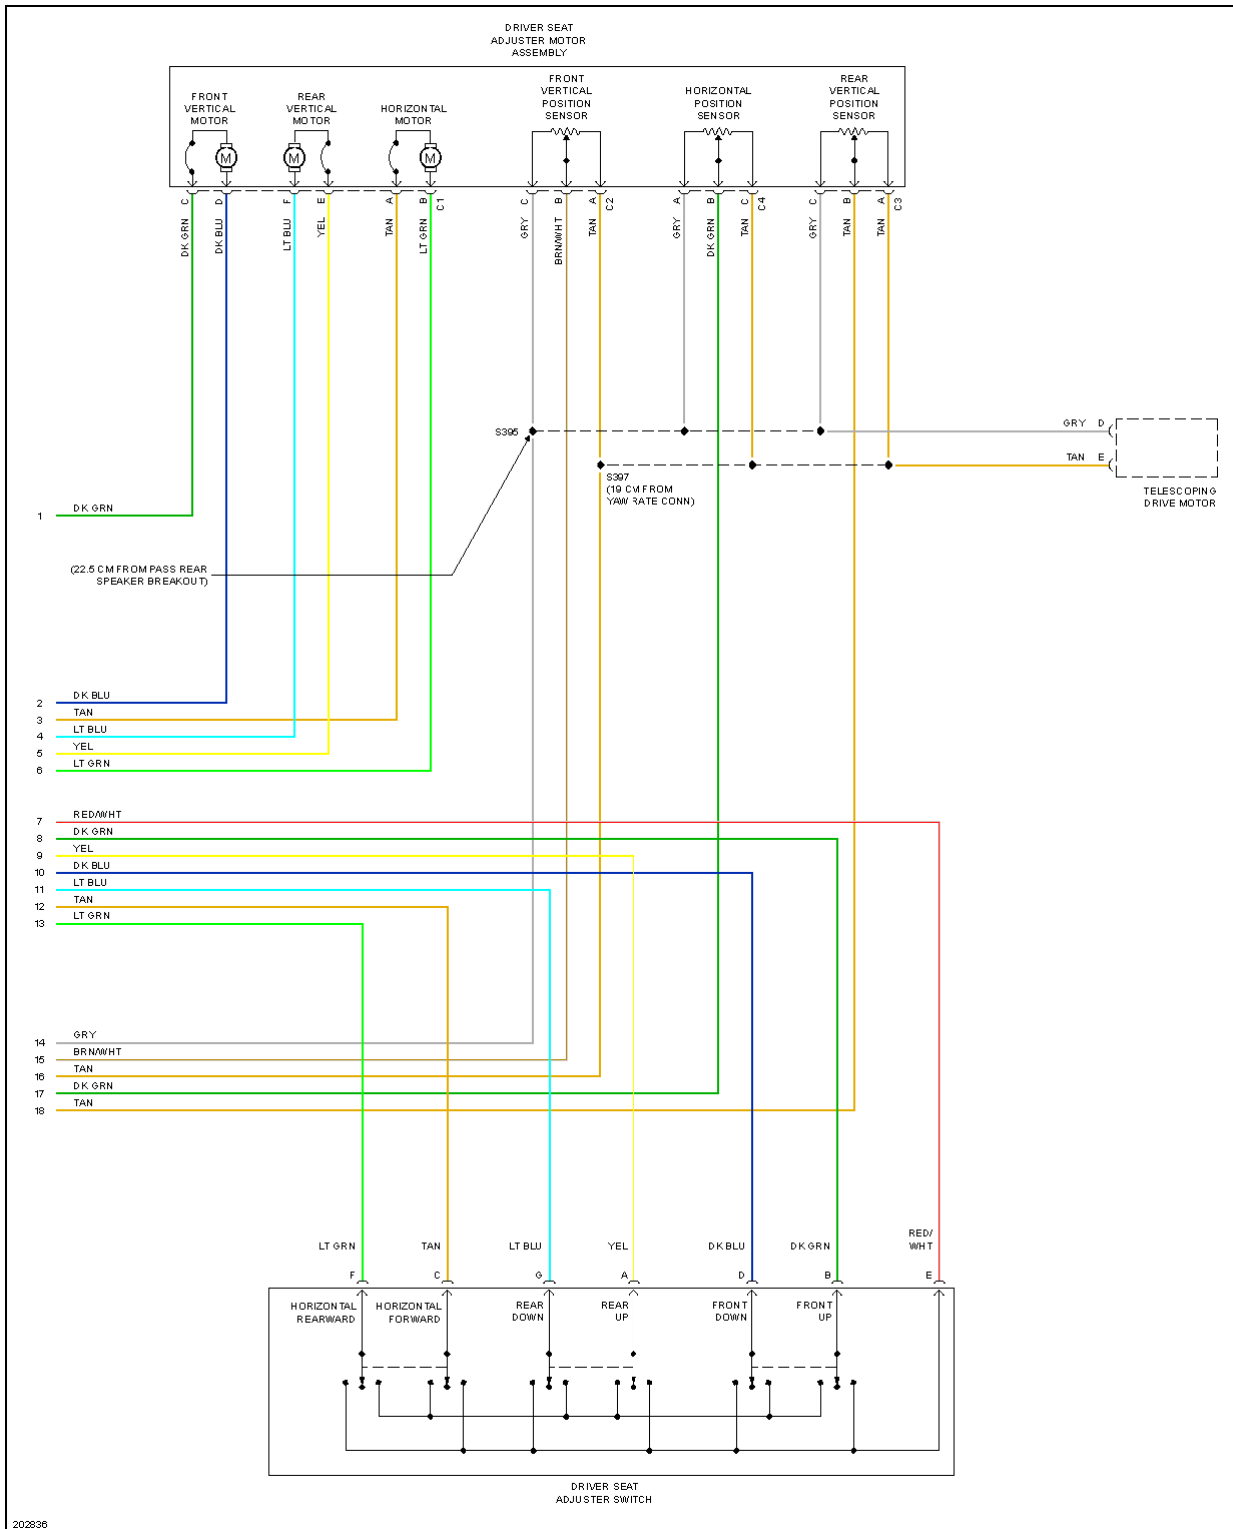 DRIVER SEAT
ADJUSTER MOTOR
ASSEMBLY
FRONT
VERTICAL
MOTOR
REAR
VERTICAL
MOTOR
HORIZONTAL
MOTOR
FRONT
VERTICAL
POSITION
SENSOR
HORIZONTAL
POSITION
SENSOR
REAR
VERTICAL
POSITION
SENSOR
M
M
M
C
D
F
E
A
B
C1
C
B
A
C2
A
B
C
C4
C
B
A
C3
DK GRN
DK BLU
LT BLU
YEL
TAN
LT GRN
GRY
BRN/WHT
TAN
GRY
DK GRN
TAN
GRY
TAN
TAN
S395
GRY D
TAN E
S397
(19 CM FROM
YAW RATE CONN)
TELESCOPING
DRIVE MOTOR
1 DK GRN
(22.5 CM FROM PASS REAR
SPEAKER BREAKOUT)
2 DK BLU
3 TAN
4 LT BLU
5 YEL
6 LT GRN
7 RED/WHT
8 DK GRN
9 YEL
10 DK BLU
11 LT BLU
12 TAN
13 LT GRN
14 GRY
15 BRN/WHT
16 TAN
17 DK GRN
18 TAN
LT GRN
TAN
LT BLU
YEL
DK BLU
DK GRN
RED/
WHT
F
C
G
A
D
B
E
HORIZONTAL
REARWARD
HORIZONTAL
FORWARD
REAR
DOWN
REAR
UP
FRONT
DOWN
FRONT
UP
DRIVER SEAT
ADJUSTER SWITCH
202836